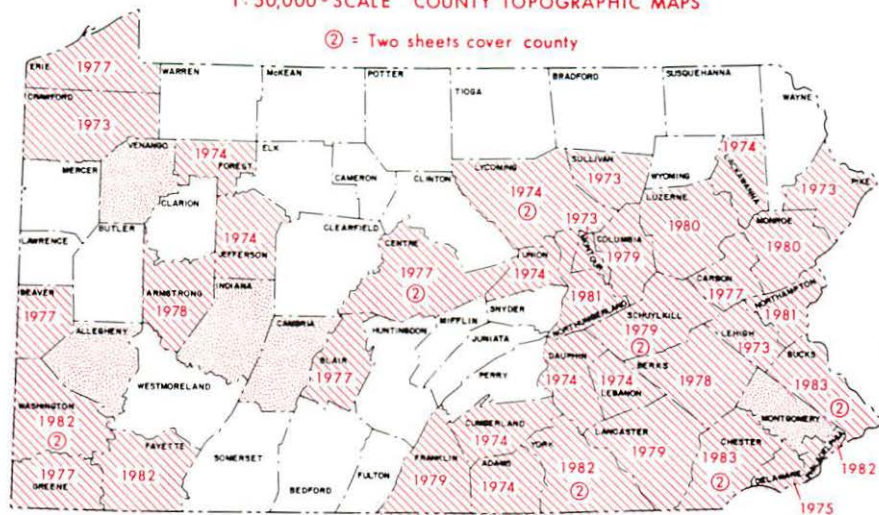 1:50,000-SCALE COUNTY TOPOGRAPHIC MAPS
② = Two sheets cover county
ERIE
1977
WARREN
McKEAN
POTTER
TIOGA
BRADFORD
SUSQUEHANNA
WAYNE
CRAWFORD
1973
VENANGO
1974
FOREST
ELK
MERCER
CAMERON
CLINTON
LYCOMING
1974
②
SULLIVAN
1973
WYOMING
1974
LACKAWANNA
1973
PIKE
CLARION
1974
JEFFERSON
CLEARFIELD
LUZERNE
1980
MONROE
1980
BUTLER
LAWRENCE
CENTRE
1977
②
UNION
1974
1973
MONTOUR
COLUMBIA
1979
CARBON
1977
NORTHAMPTON
1981
BEAVER
1977
ARMSTRONG
1978
INDIANA
1981
NORTHUMBERLAND
SCHUYLKILL
1979
②
LEHIGH
1973
ALLEGHENY
CAMBRIA
BLAIR
1977
HUNTINGDON
MIFFLIN
SNYDER
JUNIATA
PERRY
DAUPHIN
1974
1974
LEBANON
BERKS
1978
BUCKS
1983
②
WESTMORELAND
WASHINGTON
1982
②
MONTGOMERY
FAYETTE
1982
SOMERSET
BEDFORD
FULTON
FRANKLIN
1979
CUMBERLAND
1974
ADAMS
1974
YORK
1982
②
LANCASTER
1979
CHESTER
1983
②
DELAWARE
PHILADELPHIA
1982
1975
1977
GREENE